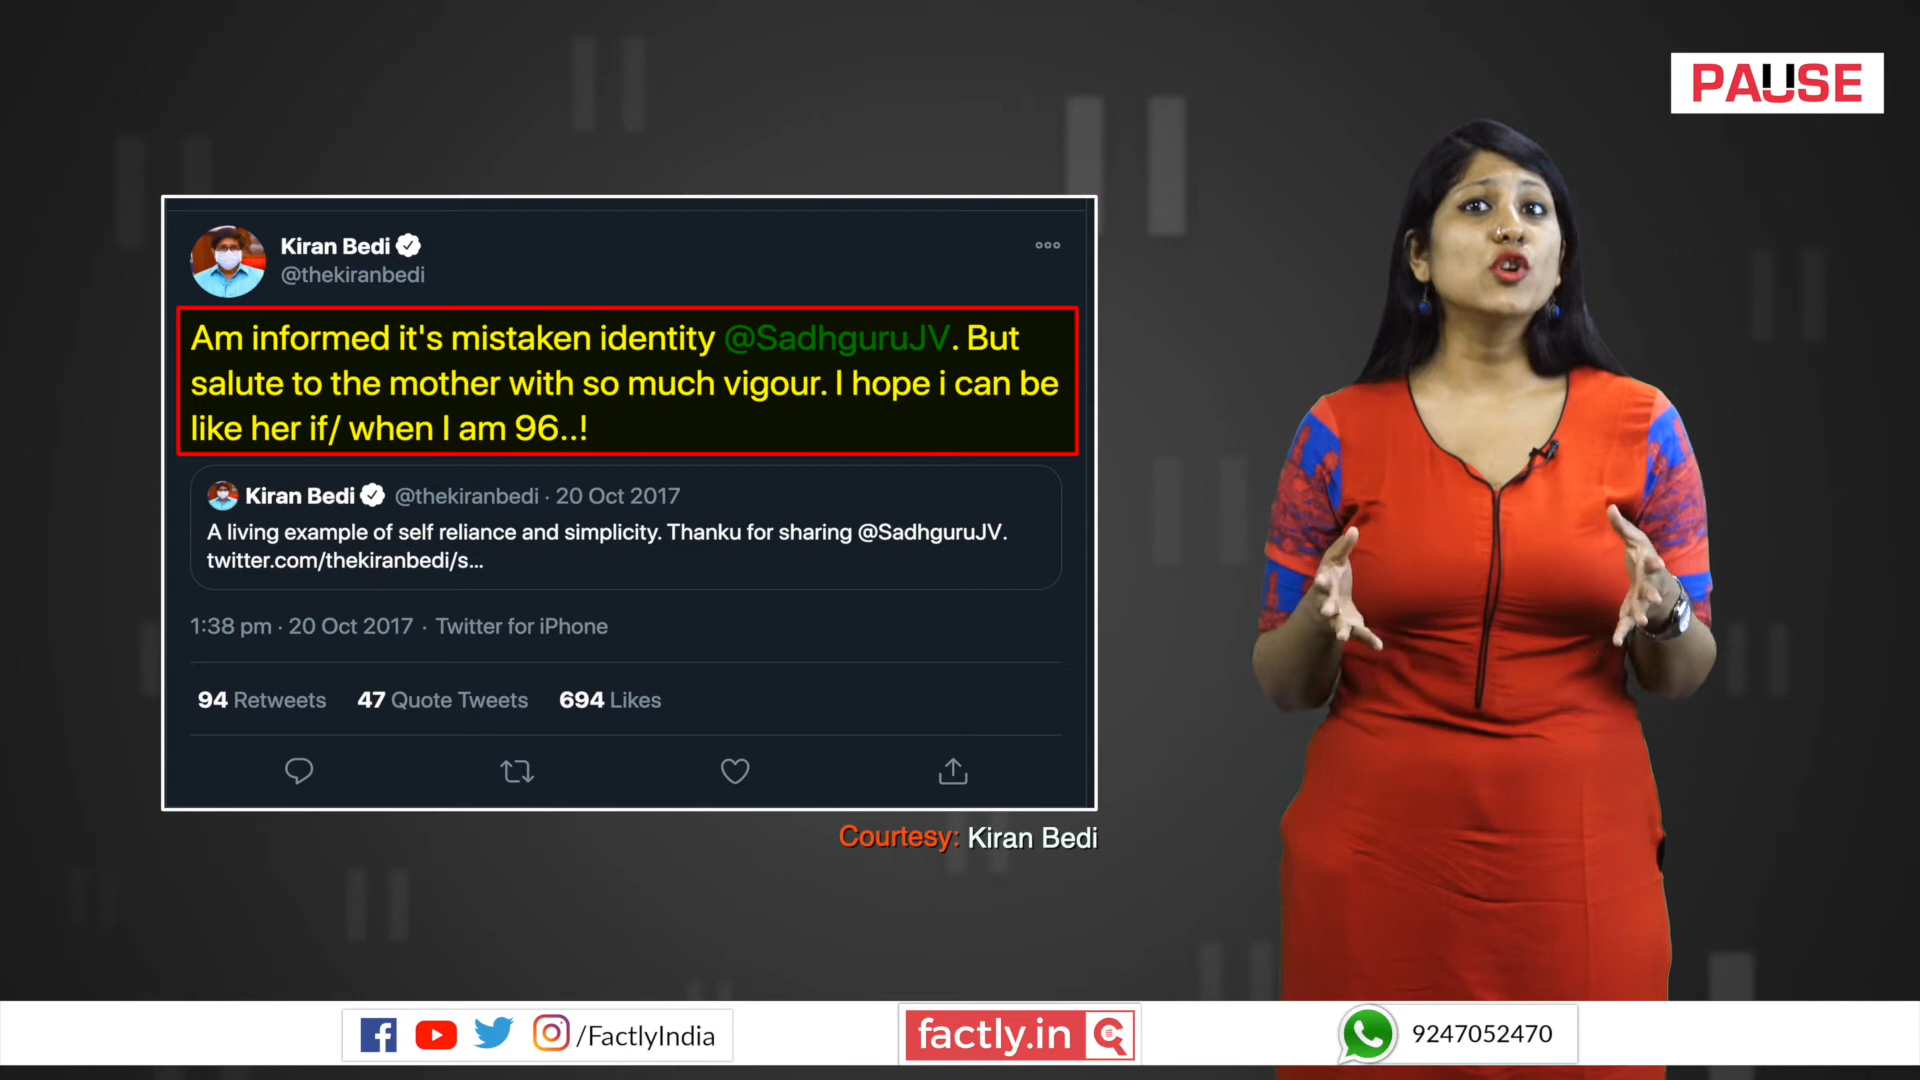 PAUSE
Kiran Bedi
@thekiranbedi
Am informed it's mistaken identity @SadhguruJV. But
salute to the mother with so much vigour. I hope i can be
like her if/ when I am 96..!
Kiran Bedi @thekiranbedi · 20 Oct 2017
A living example of self reliance and simplicity. Thanku for sharing @SadhguruJV.
twitter.com/thekiranbedi/s...
1:38 pm · 20 Oct 2017 · Twitter for iPhone
94 Retweets 47 Quote Tweets 694 Likes
Courtesy: Kiran Bedi
/FactlyIndia
factly.in
9247052470